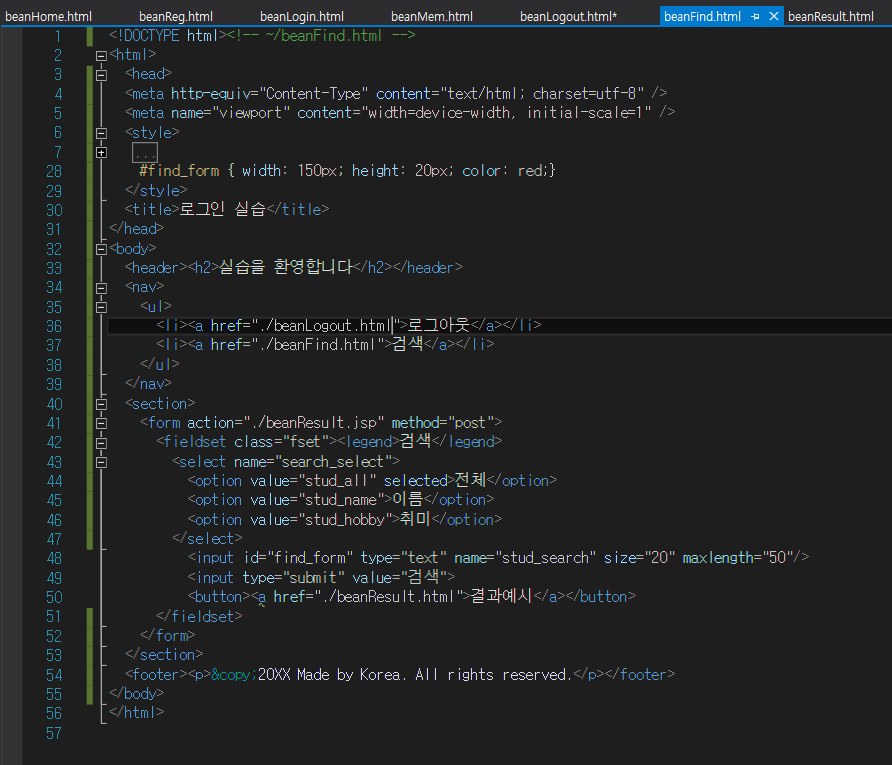 beanHome.html beanReg.html beanLogin.html beanMem.html beanLogout.html* beanFind.html beanResult.html
1 <!DOCTYPE html><!-- ~/beanFind.html -->
2 <html>
3 <head>
4 <meta http-equiv="Content-Type" content="text/html; charset=utf-8" />
5 <meta name="viewport" content="width=device-width, initial-scale=1" />
6 <style>
7 ...
28 #find_form { width: 150px; height: 20px; color: red;}
29 </style>
30 <title>로그인 실습</title>
31 </head>
32 <body>
33 <header><h2>실습을 환영합니다</h2></header>
34 <nav>
35 <ul>
36 <li><a href="./beanLogout.html">로그아웃</a></li>
37 <li><a href="./beanFind.html">검색</a></li>
38 </ul>
39 </nav>
40 <section>
41 <form action="./beanResult.jsp" method="post">
42 <fieldset class="fset"><legend>검색</legend>
43 <select name="search_select">
44 <option value="stud_all" selected>전체</option>
45 <option value="stud_name">이름</option>
46 <option value="stud_hobby">취미</option>
47 </select>
48 <input id="find_form" type="text" name="stud_search" size="20" maxlength="50"/>
49 <input type="submit" value="검색">
50 <button><a href="./beanResult.html">결과예시</a></button>
51 </fieldset>
52 </form>
53 </section>
54 <footer><p>&copy;20XX Made by Korea. All rights reserved.</p></footer>
55 </body>
56 </html>
57